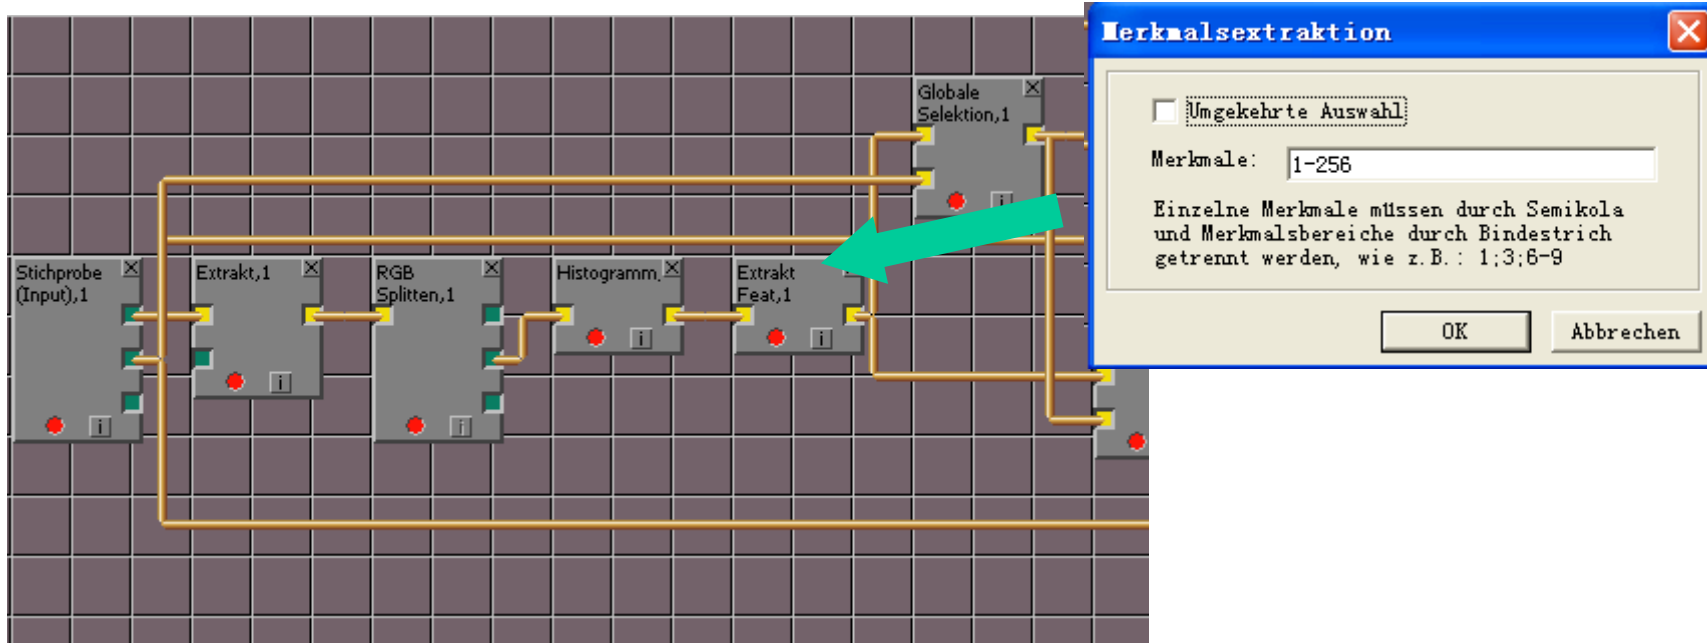 Merkmalsextraktion
Umgekehrte Auswahl
Merkmale:
1-256
Einzelne Merkmale müssen durch Semikola
und Merkmalsbereiche durch Bindestrich
getrennt werden, wie z.B.: 1;3;6-9
OK
Abbrechen
Globale
Selektion,1
i
Stichprobe
(Input),1
i
Extrakt,1
i
RGB
Splitten,1
i
Histogramm,
i
Extrakt
Feat,1
i